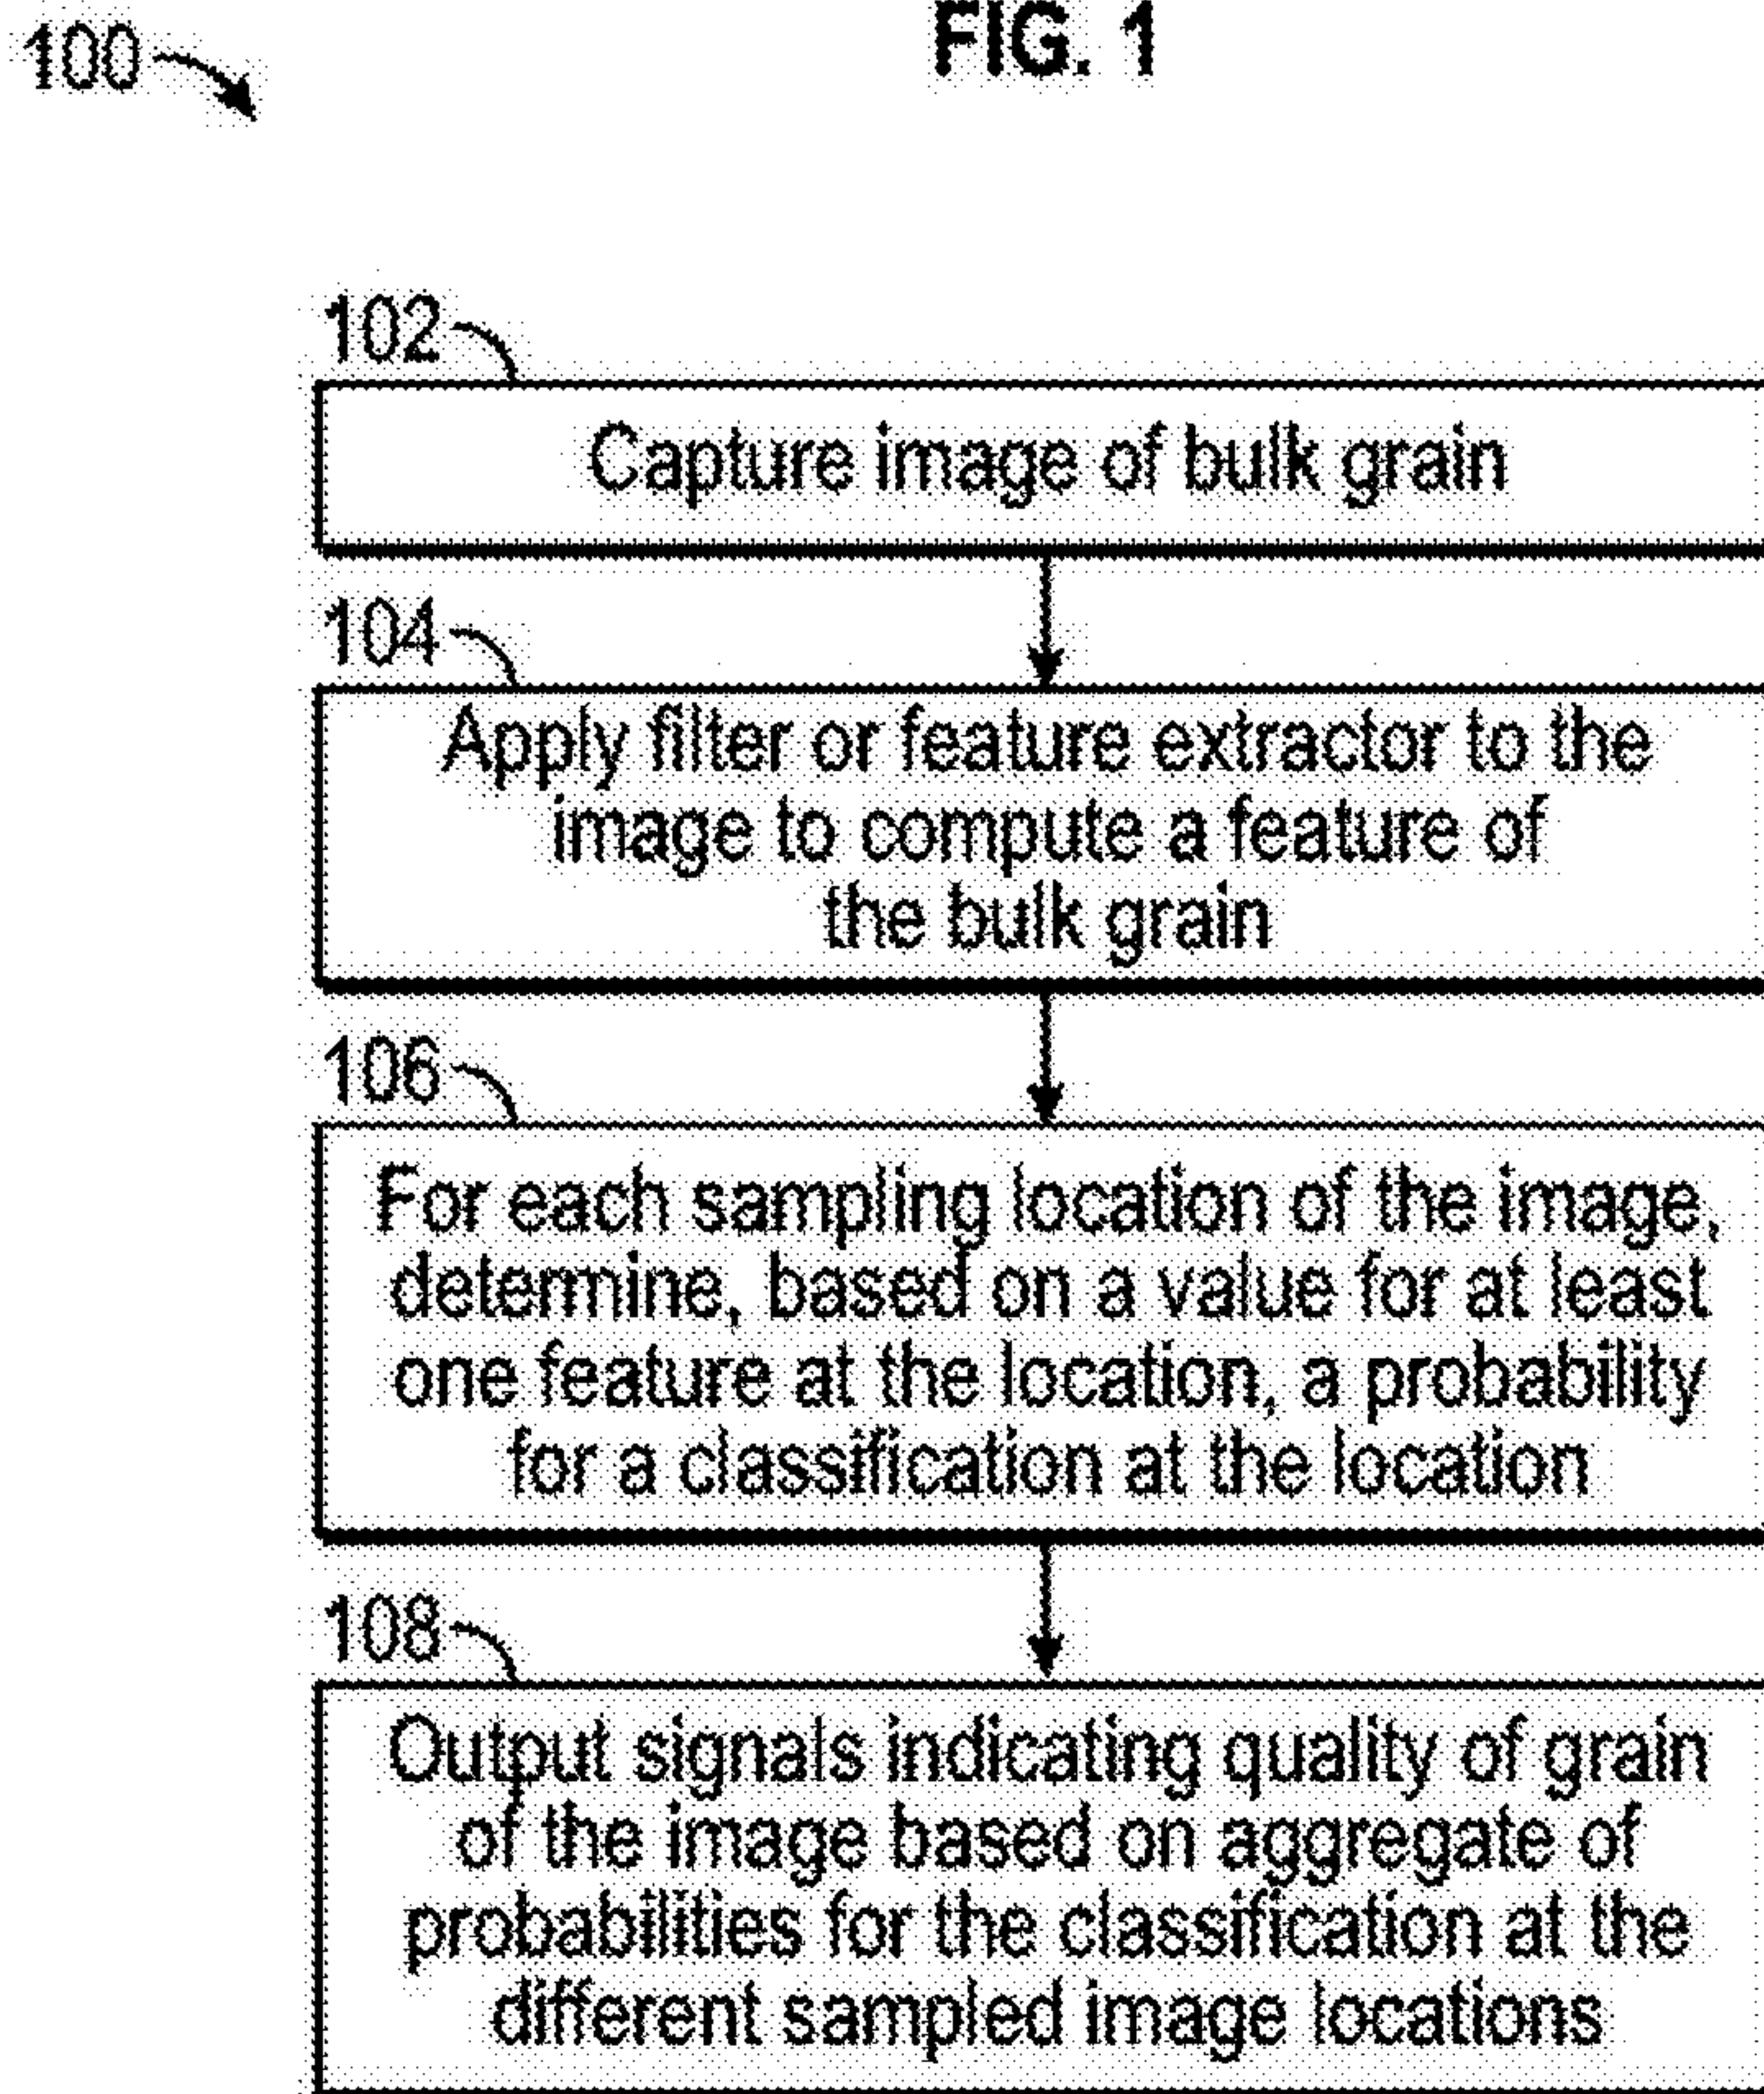 100
FIG. 1
102
Capture image of bulk grain
104
Apply filter or feature extractor to the
image to compute a feature of
the bulk grain
106
For each sampling location of the image,
determine, based on a value for at least
one feature at the location, a probability
for a classification at the location
108
Output signals indicating quality of grain
of the image based on aggregate of
probabilities for the classification at the
different sampled image locations